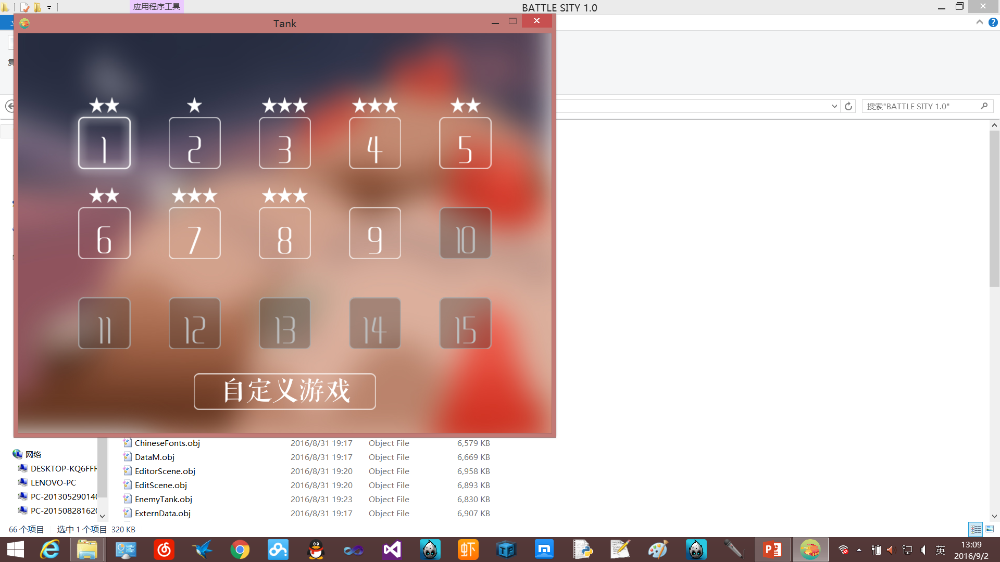 应用程序工具
BATTLE SITY 1.0
Tank
搜索"BATTLE SITY 1.0"
1 2 3 4 5
6 7 8 9 10
11 12 13 14 15
自定义游戏
网络
DESKTOP-KQ6FFF
LENOVO-PC
PC-20130529014
PC-2015082816
ChineseFonts.obj 2016/8/31 19:17 Object File 6,579 KB
DataM.obj 2016/8/31 19:17 Object File 6,669 KB
EditorScene.obj 2016/8/31 19:20 Object File 6,958 KB
EditScene.obj 2016/8/31 19:20 Object File 6,893 KB
EnemyTank.obj 2016/8/31 19:23 Object File 6,830 KB
ExternData.obj 2016/8/31 19:17 Object File 6,907 KB
66 个项目 选中 1 个项目 320 KB
虾
TP
英
13:09
2016/9/2